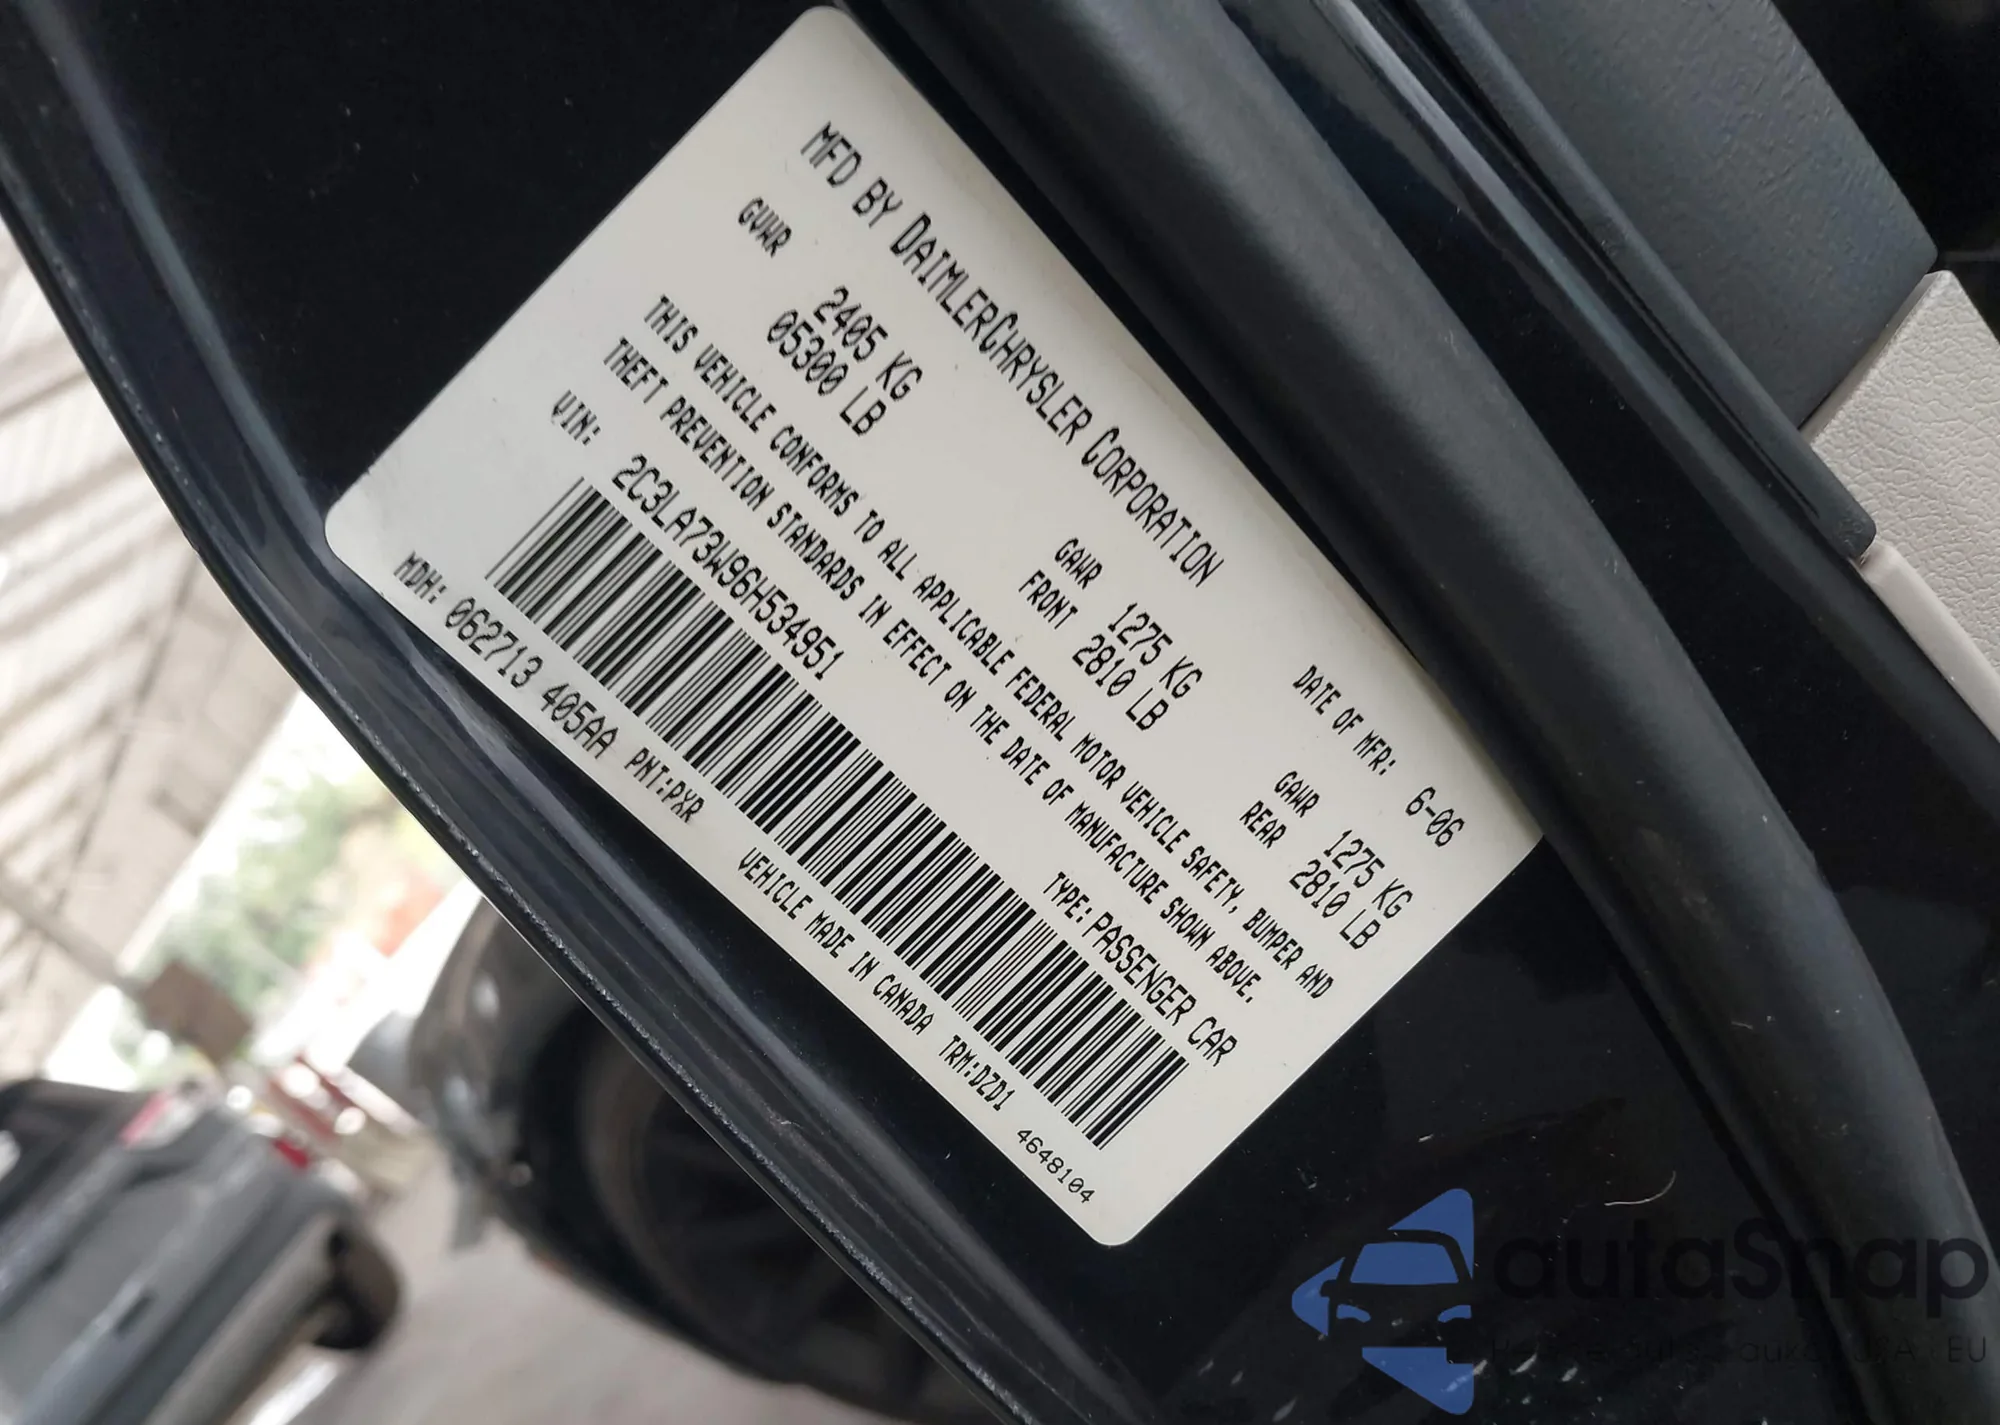 MFD BY DAIMLERCHRYSLER CORPORATION
DATE OF MFR: 6-06
GVWR
2405 KG
05300 LB
GAWR
FRONT
1275 KG
2810 LB
GAWR
REAR
1275 KG
2810 LB
THIS VEHICLE CONFORMS TO ALL APPLICABLE FEDERAL MOTOR VEHICLE SAFETY, BUMPER AND
THEFT PREVENTION STANDARDS IN EFFECT ON THE DATE OF MANUFACTURE SHOWN ABOVE.
VIN: 2C3LA73W96H534951
TYPE: PASSENGER CAR
MDH: 062713 405AA PNT:PXR
VEHICLE MADE IN CANADA TRM:DZD1
4648104
autaSnap
EU